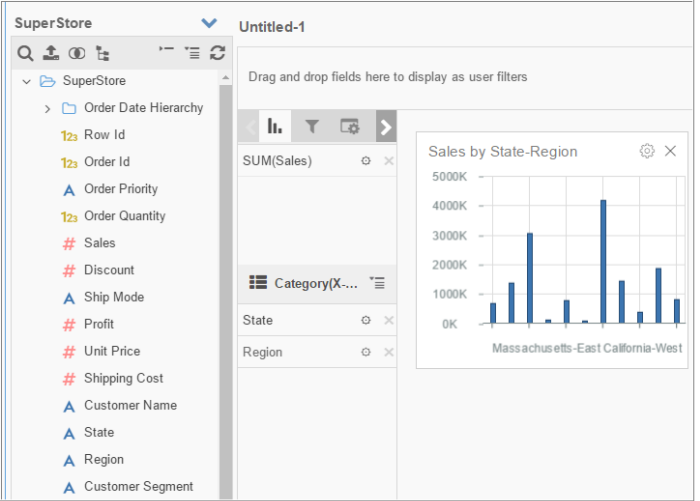 SuperStore
Untitled-1
SuperStore
Order Date Hierarchy
123 Row Id
123 Order Id
A Order Priority
123 Order Quantity
# Sales
# Discount
A Ship Mode
# Profit
# Unit Price
# Shipping Cost
A Customer Name
A State
A Region
A Customer Segment
Drag and drop fields here to display as user filters
SUM(Sales)
Category(X-...
State
Region
Sales by State-Region
5000K
4000K
3000K
2000K
1000K
0K
Massachusetts-East California-West